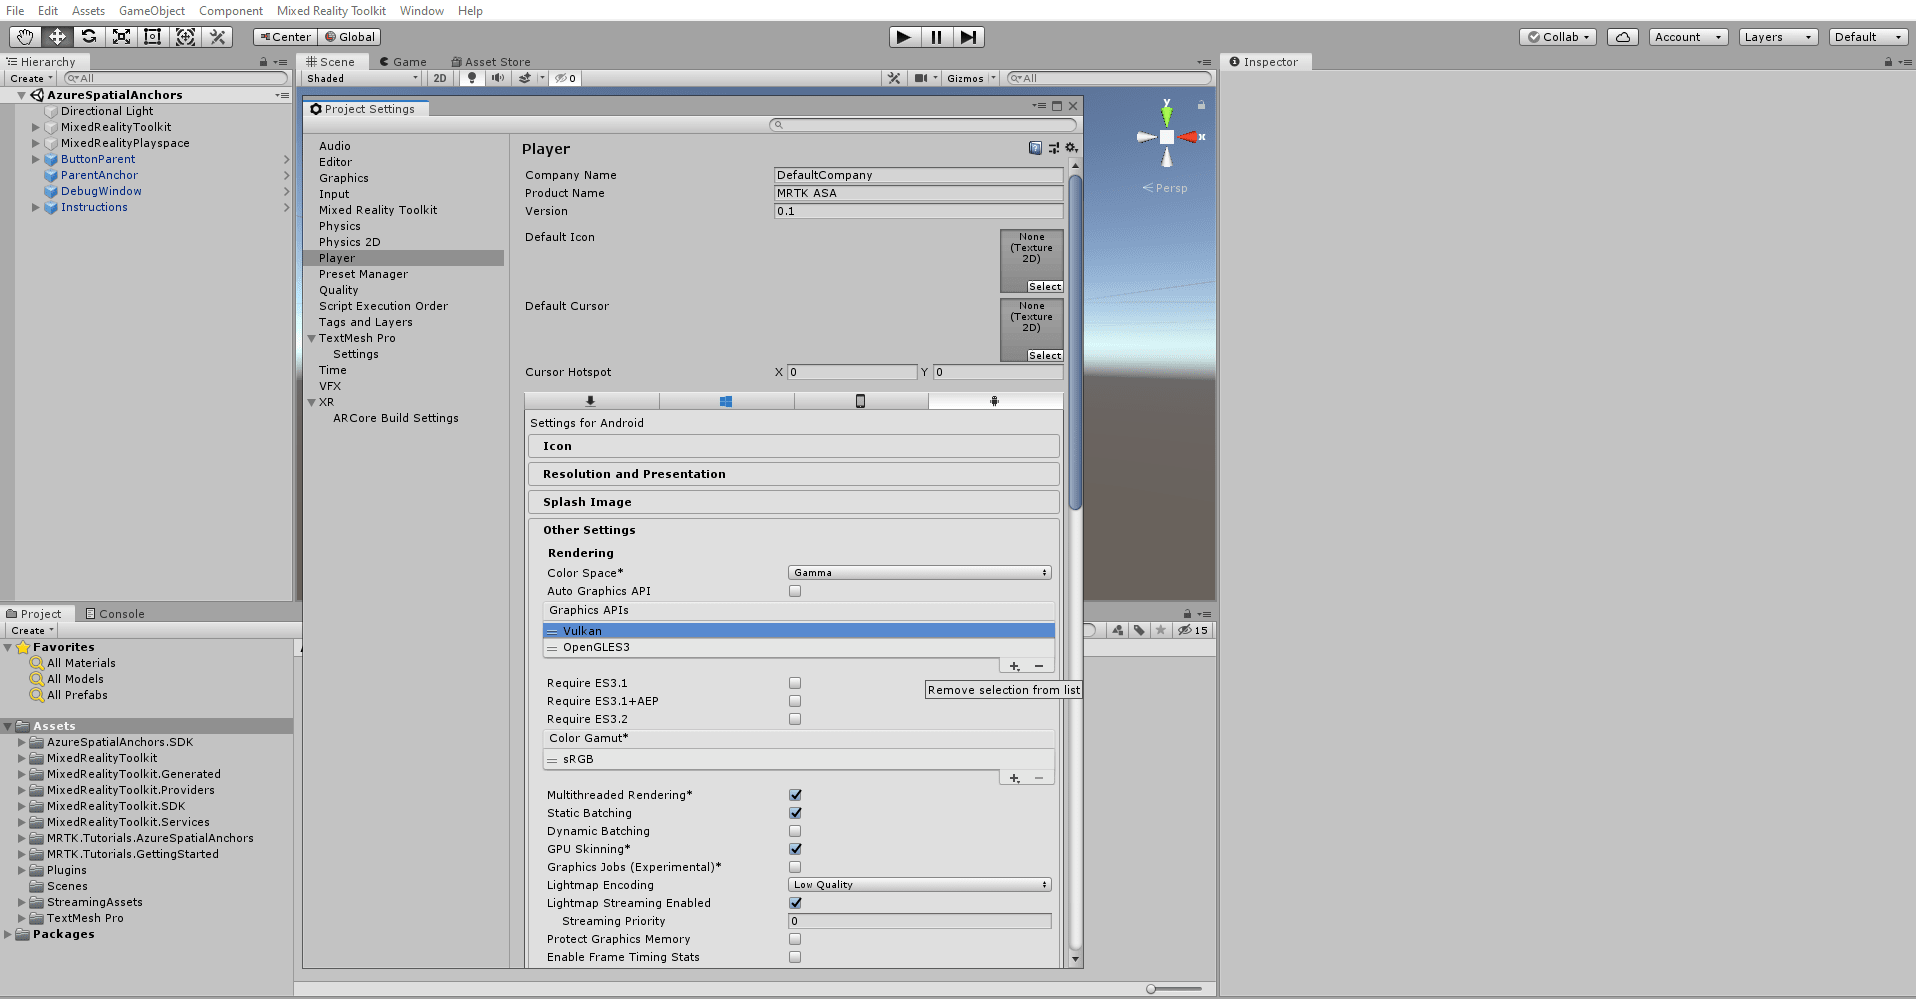 File Edit Assets GameObject Component Mixed Reality Toolkit Window Help
Center Global Collab Account Layers Default
Hierarchy
Create All
AzureSpatialAnchors
Directional Light
MixedRealityToolkit
MixedRealityPlayspace
ButtonParent
ParentAnchor
DebugWindow
Instructions
Scene Game Asset Store
Shaded 2D 0 Gizmos All
y
x
Persp
Inspector
Project Settings
Audio
Editor
Graphics
Input
Mixed Reality Toolkit
Physics
Physics 2D
Player
Preset Manager
Quality
Script Execution Order
Tags and Layers
TextMesh Pro
Settings
Time
VFX
XR
ARCore Build Settings
Player
Company Name DefaultCompany
Product Name MRTK ASA
Version 0.1
Default Icon
None
(Texture
2D)
Select
Default Cursor
None
(Texture
2D)
Select
Cursor Hotspot X 0 Y 0
Settings for Android
Icon
Resolution and Presentation
Splash Image
Other Settings
Rendering
Color Space* Gamma
Auto Graphics API
Graphics APIs
Vulkan
OpenGLES3
Require ES3.1
Remove selection from list
Require ES3.1+AEP
Require ES3.2
Color Gamut*
sRGB
Multithreaded Rendering*
Static Batching
Dynamic Batching
GPU Skinning*
Graphics Jobs (Experimental)*
Lightmap Encoding Low Quality
Lightmap Streaming Enabled
Streaming Priority 0
Protect Graphics Memory
Enable Frame Timing Stats
Project Console
Create
15
Favorites
All Materials
All Models
All Prefabs
Assets
AzureSpatialAnchors.SDK
MixedRealityToolkit
MixedRealityToolkit.Generated
MixedRealityToolkit.Providers
MixedRealityToolkit.SDK
MixedRealityToolkit.Services
MRTK.Tutorials.AzureSpatialAnchors
MRTK.Tutorials.GettingStarted
Plugins
Scenes
StreamingAssets
TextMesh Pro
Packages